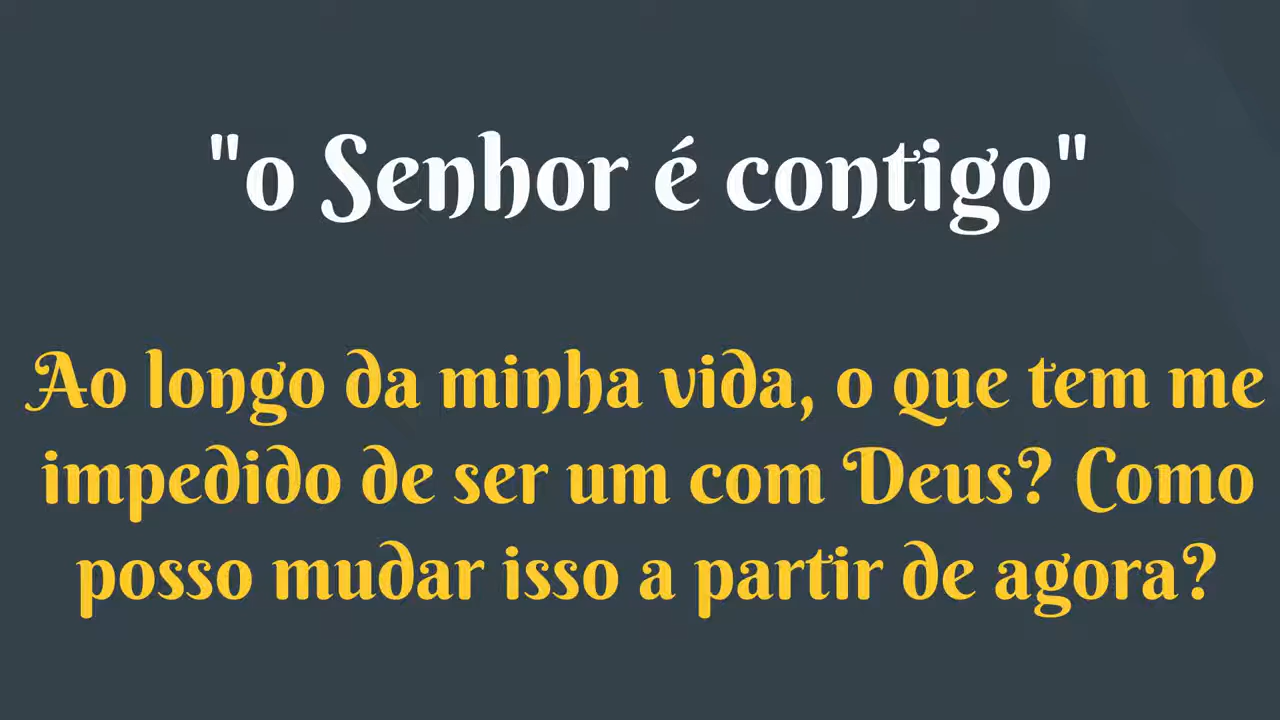 "o Senhor é contigo"
Ao longo da minha vida, o que tem me
impedido de ser um com Deus? Como
posso mudar isso a partir de agora?